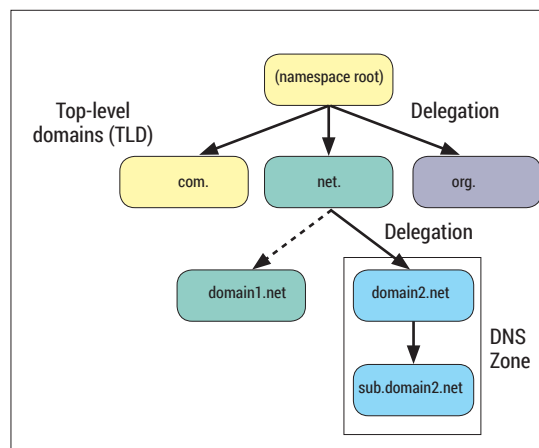 (namespace root)
Top-level
domains (TLD)
Delegation
com.
net.
org.
Delegation
domain1.net
domain2.net
DNS
Zone
sub.domain2.net